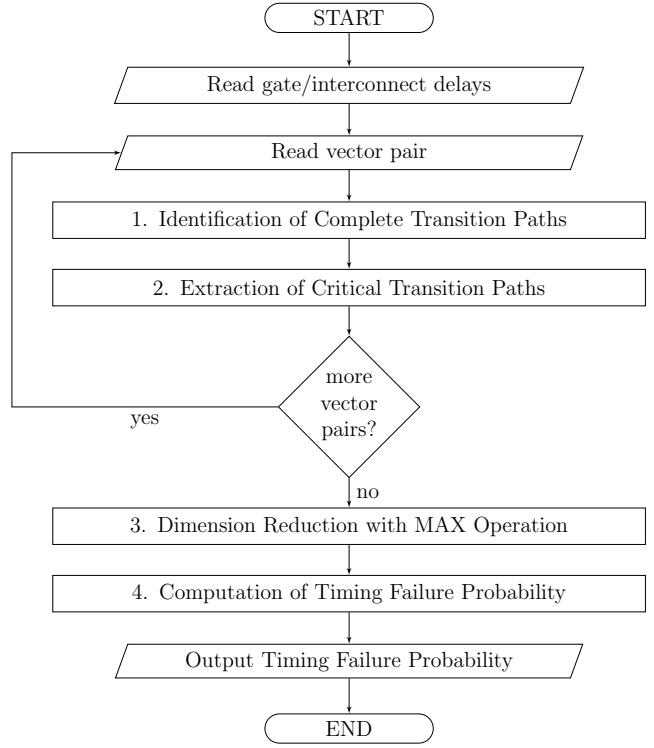 START
Read gate/interconnect delays
Read vector pair
1. Identification of Complete Transition Paths
2. Extraction of Critical Transition Paths
more
vector
pairs?
yes
no
3. Dimension Reduction with MAX Operation
4. Computation of Timing Failure Probability
Output Timing Failure Probability
END